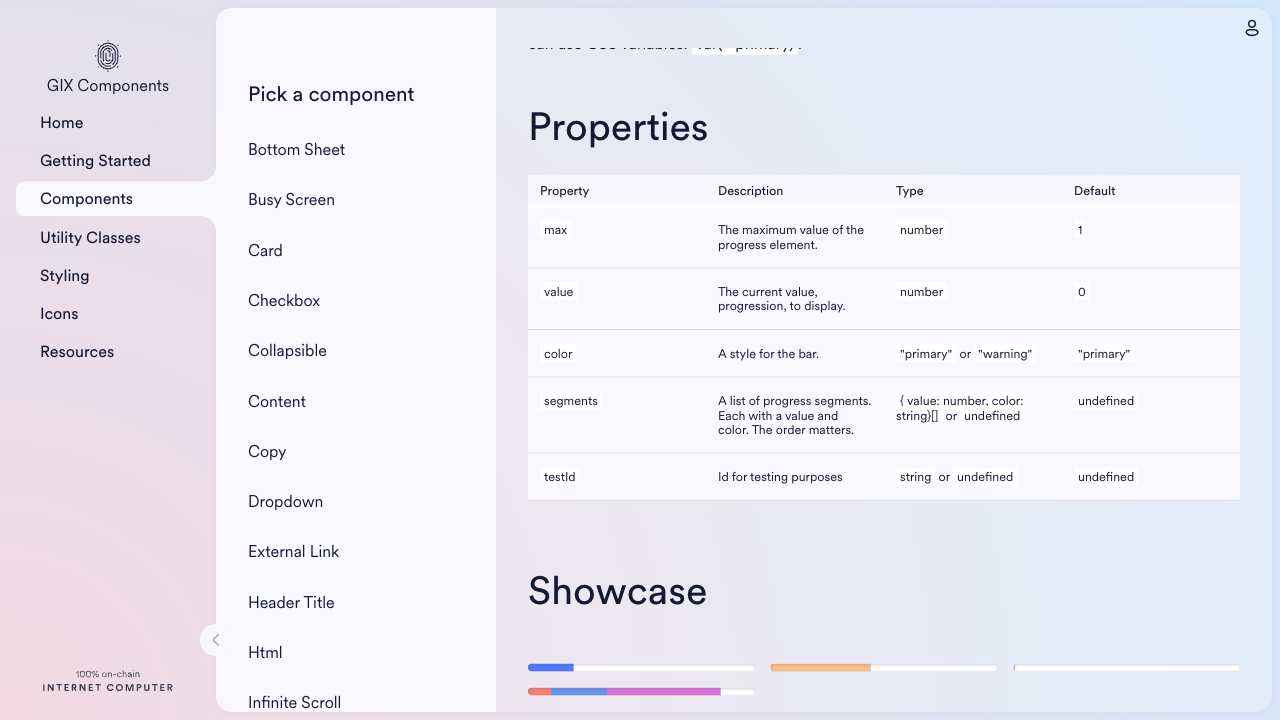 GIX Components
Home
Getting Started
Components
Utility Classes
Styling
Icons
Resources
100% on-chain
INTERNET COMPUTER
Pick a component
Bottom Sheet
Busy Screen
Card
Checkbox
Collapsible
Content
Copy
Dropdown
External Link
Header Title
Html
Infinite Scroll
Properties
Property Description Type Default
max The maximum value of the number 1
progress element.
value The current value, number 0
progression, to display.
color A style for the bar. "primary" or "warning" "primary"
segments A list of progress segments. { value: number, color: undefined
Each with a value and string}[] or undefined
color. The order matters.
testId Id for testing purposes string or undefined undefined
Showcase